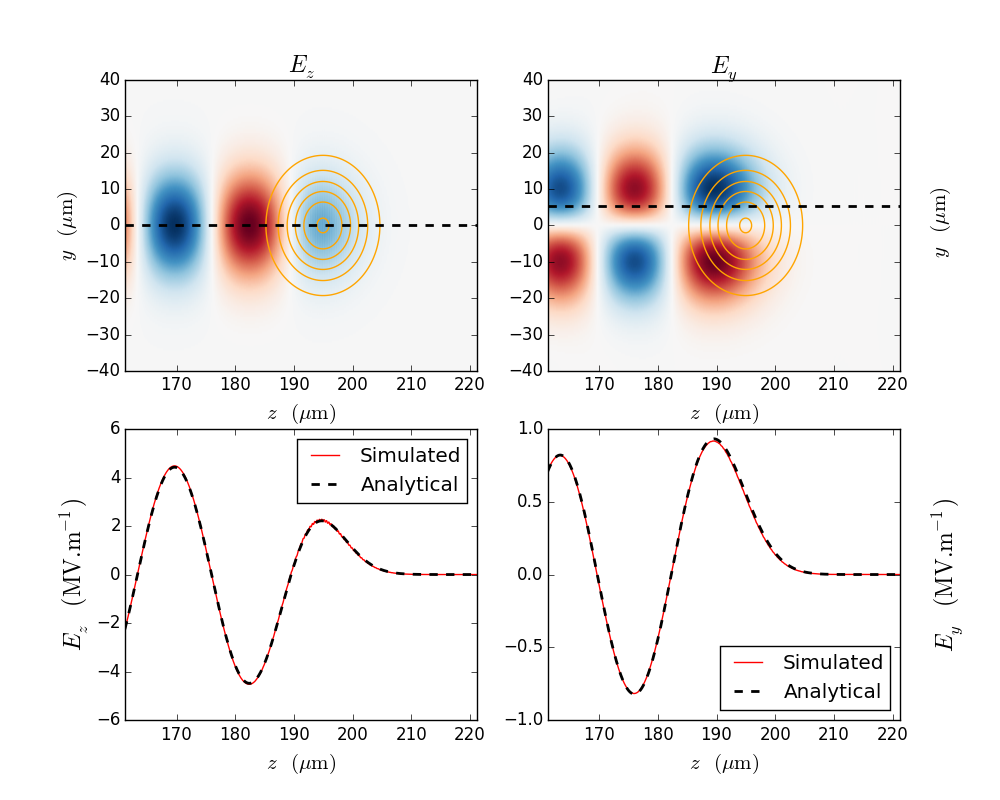 E_z
40
30
20
10
0
−10
−20
−30
−40
y (μm)
170 180 190 200 210 220
z (μm)
E_y
40
30
20
10
0
−10
−20
−30
−40
y (μm)
170 180 190 200 210 220
z (μm)
6
4
2
0
−2
−4
−6
E_z (MV.m⁻¹)
Simulated
Analytical
170 180 190 200 210 220
z (μm)
1.0
0.5
0.0
−0.5
−1.0
E_y (MV.m⁻¹)
Simulated
Analytical
170 180 190 200 210 220
z (μm)